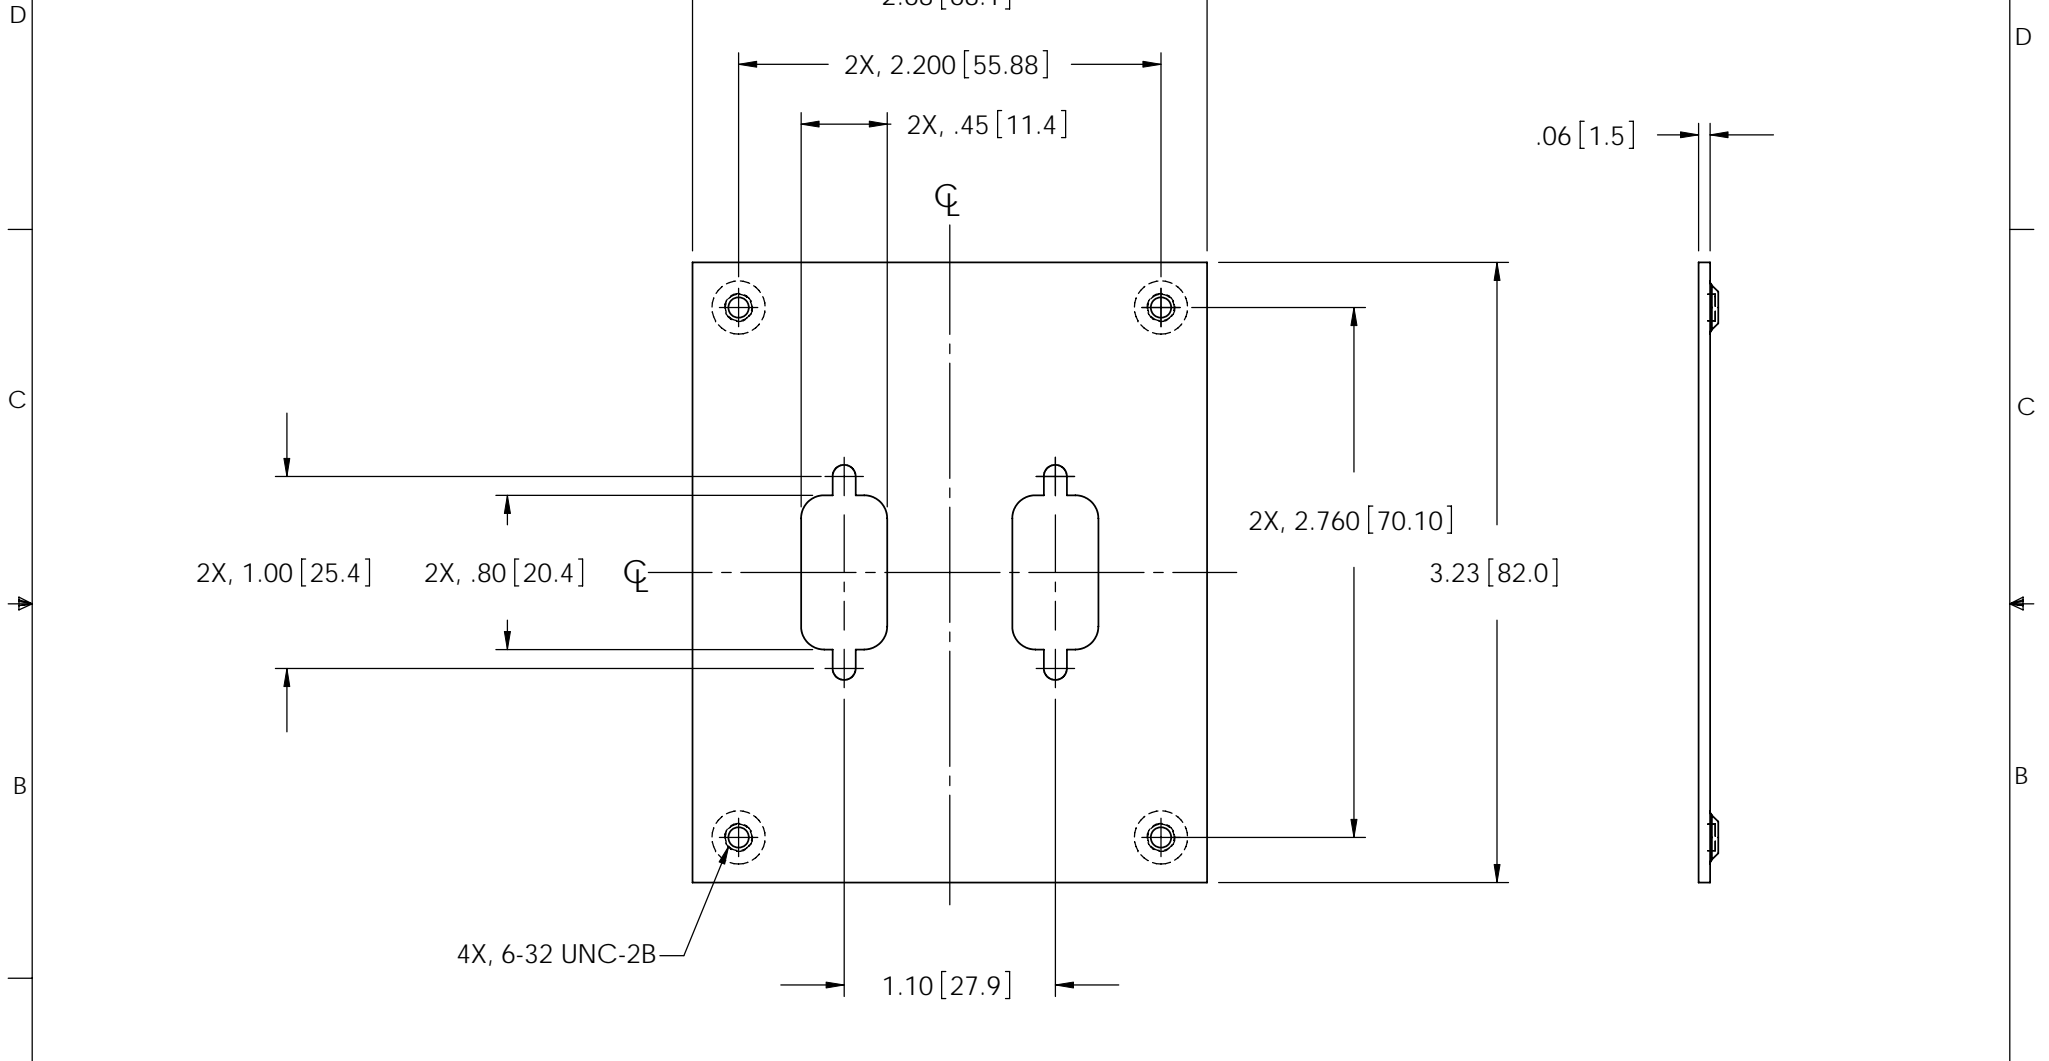 D
D
2X, 2.200 [55.88]
2X, .45 [11.4]
.06 [1.5]
℄
C
C
2X, 2.760 [70.10]
2X, 1.00 [25.4]
2X, .80 [20.4]
℄
3.23 [82.0]
B
B
4X, 6-32 UNC-2B
1.10 [27.9]